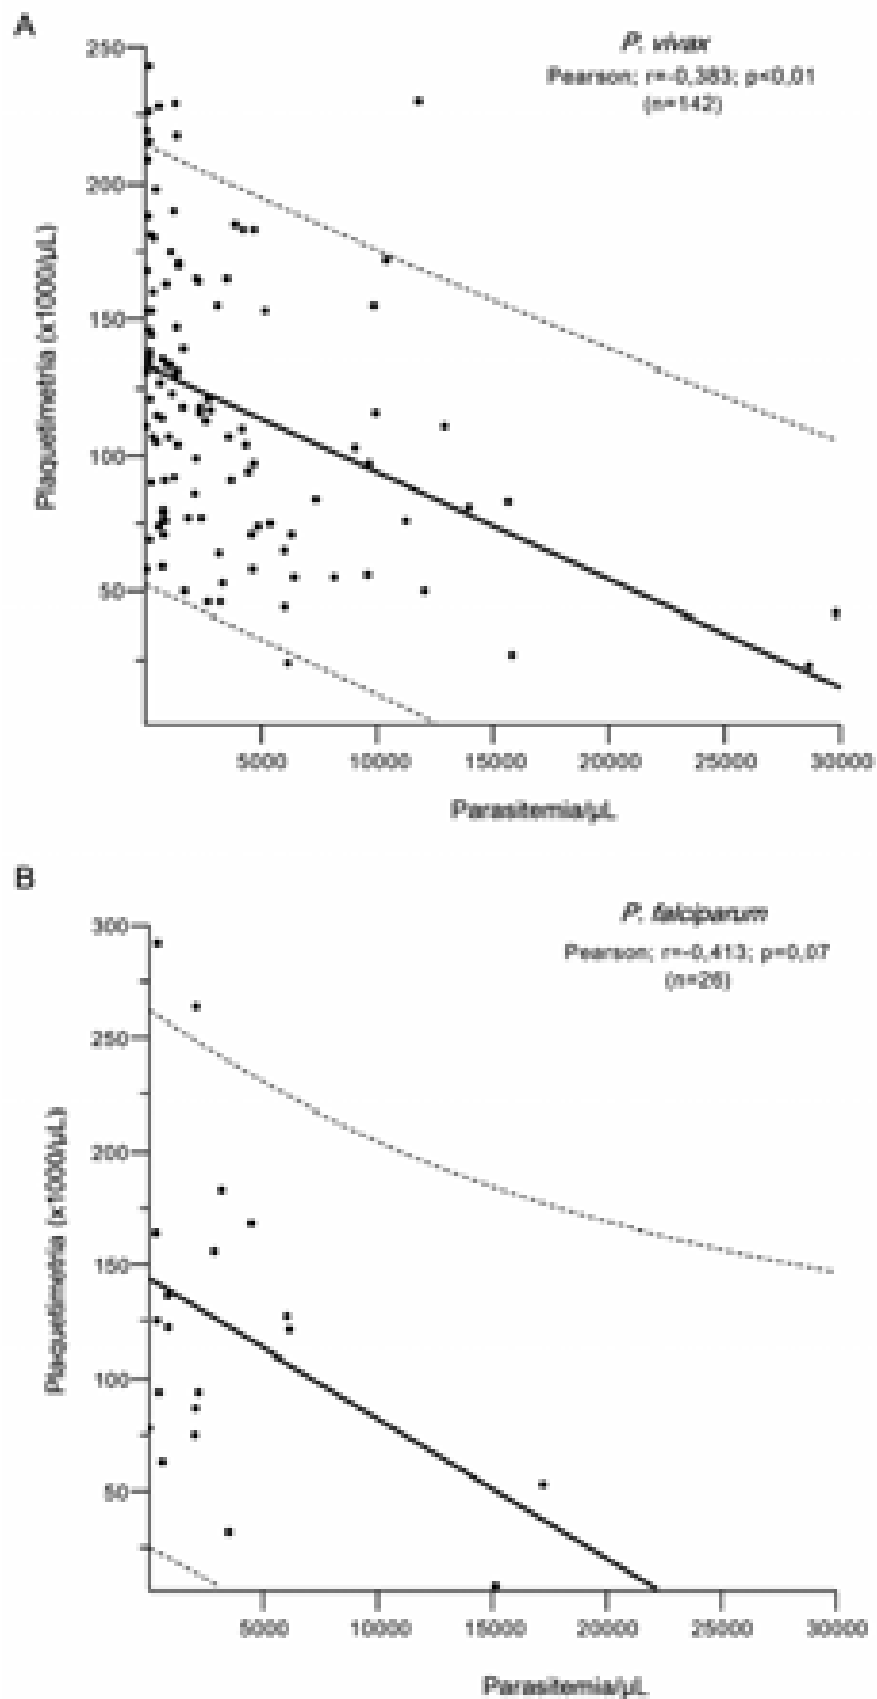 A
P. vivax
Pearson; r=-0,383; p<0,01
(n=142)
250
200
150
100
50
Plaquetimetria (x1000/µL)
5000 10000 15000 20000 25000 30000
Parasitemia/µL
B
P. falciparum
Pearson; r=-0,413; p=0,07
(n=26)
300
250
200
150
100
50
Plaquetimetria (x1000/µL)
5000 10000 15000 20000 25000 30000
Parasitemia/µL